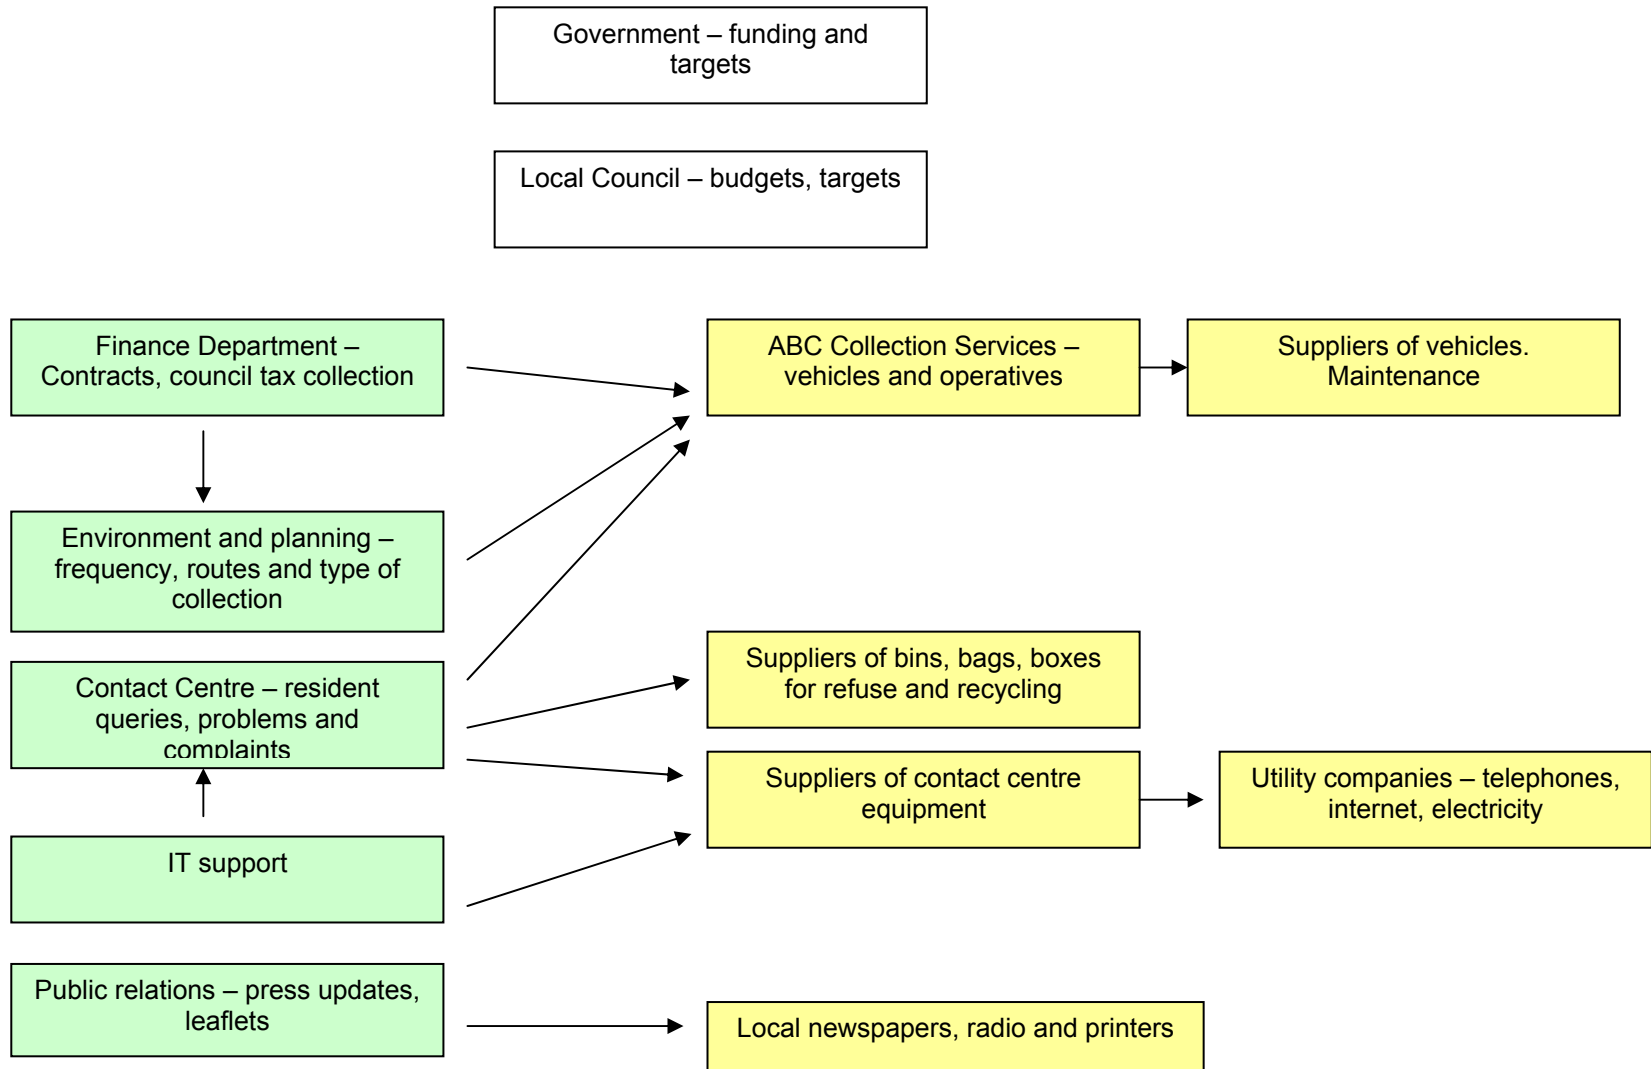 Government – funding and
targets
Local Council – budgets, targets
Finance Department –
Contracts, council tax collection
ABC Collection Services –
vehicles and operatives
Suppliers of vehicles.
Maintenance
Environment and planning –
frequency, routes and type of
collection
Contact Centre – resident
queries, problems and
complaints
Suppliers of bins, bags, boxes
for refuse and recycling
Suppliers of contact centre
equipment
Utility companies – telephones,
internet, electricity
IT support
Public relations – press updates,
leaflets
Local newspapers, radio and printers